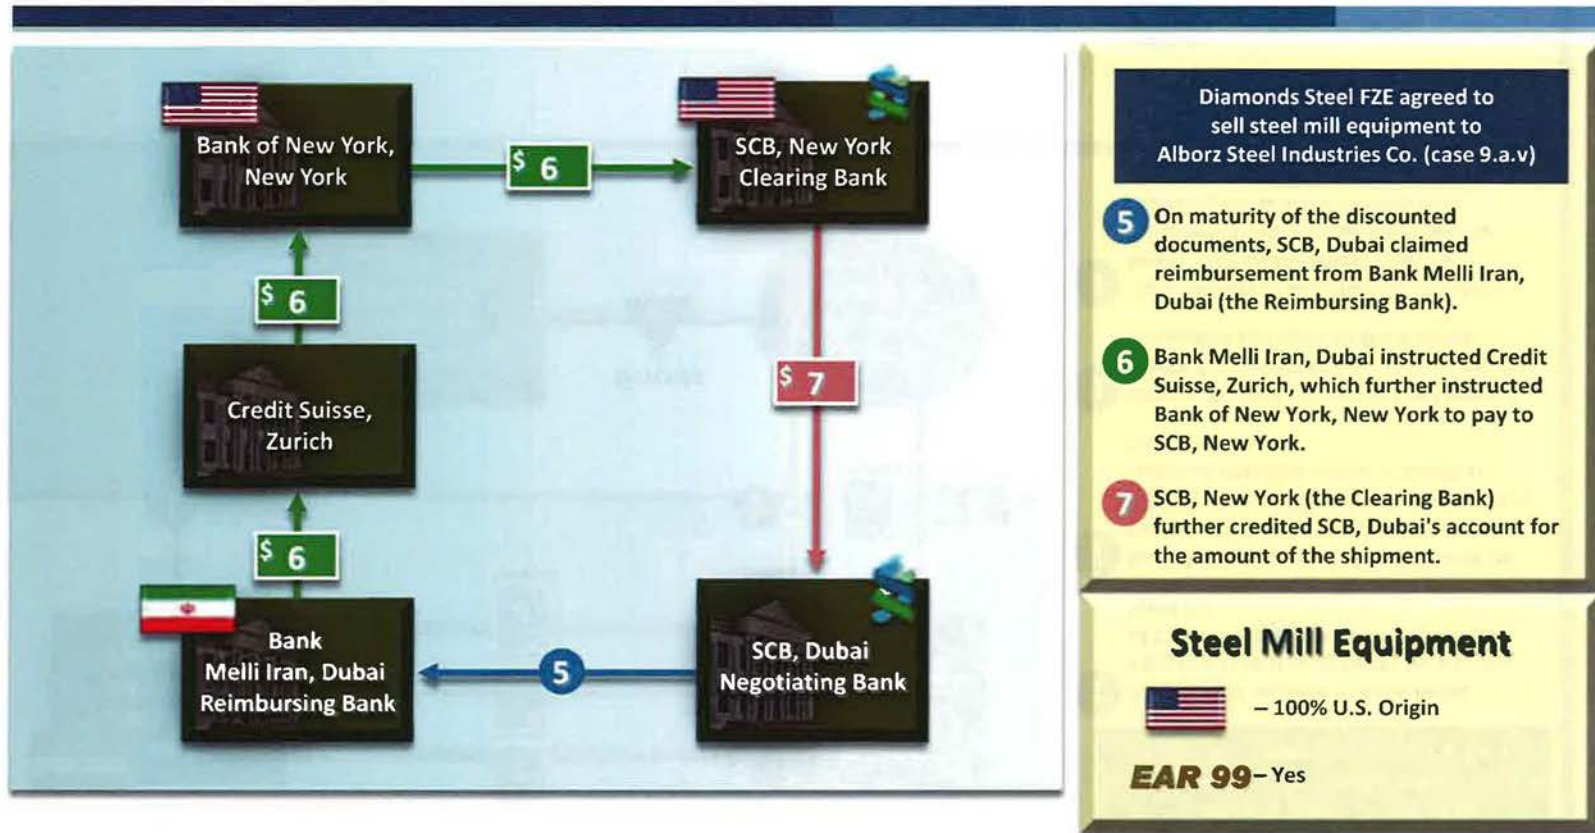 Bank of New York,
New York
$ 6
SCB, New York
Clearing Bank
$ 6
$ 7
Credit Suisse,
Zurich
$ 6
Bank
Melli Iran, Dubai
Reimbursing Bank
5
SCB, Dubai
Negotiating Bank
Diamonds Steel FZE agreed to
sell steel mill equipment to
Alborz Steel Industries Co. (case 9.a.v)
5 On maturity of the discounted
documents, SCB, Dubai claimed
reimbursement from Bank Melli Iran,
Dubai (the Reimbursing Bank).
6 Bank Melli Iran, Dubai instructed Credit
Suisse, Zurich, which further instructed
Bank of New York, New York to pay to
SCB, New York.
7 SCB, New York (the Clearing Bank)
further credited SCB, Dubai's account for
the amount of the shipment.
Steel Mill Equipment
– 100% U.S. Origin
EAR 99 – Yes